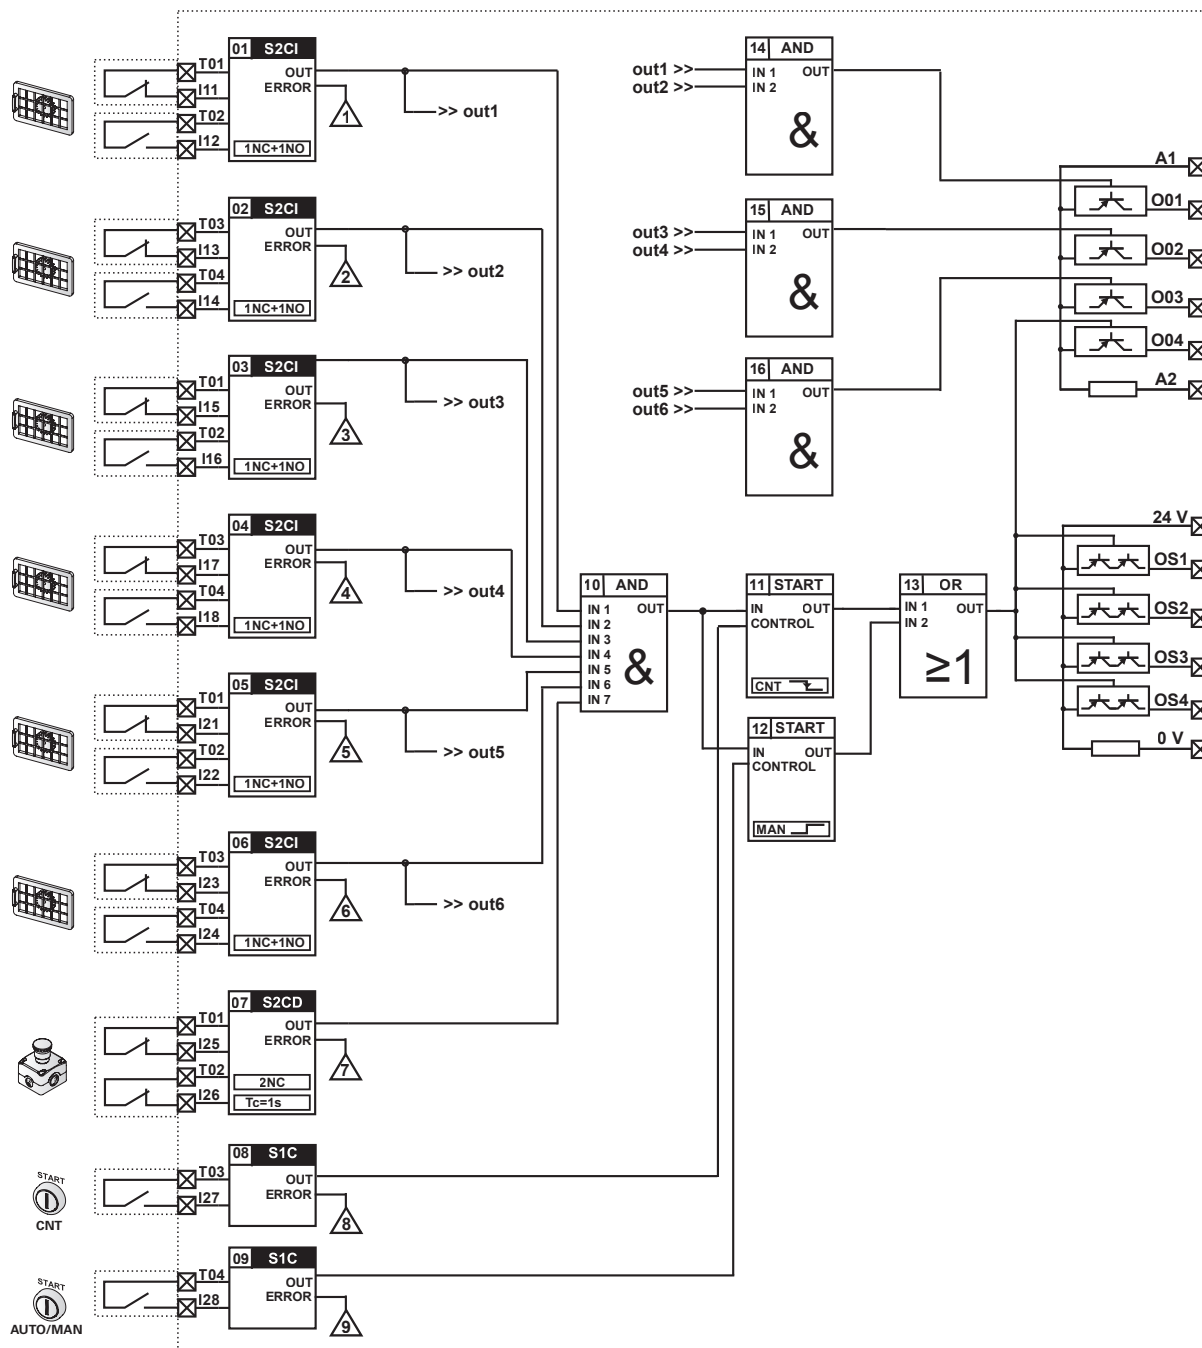 01 S2CI
T01 OUT
I11 ERROR
T02
I12 1NC+1NO
1
>> out1
02 S2CI
T03 OUT
I13 ERROR
T04
I14 1NC+1NO
2
>> out2
03 S2CI
T01 OUT
I15 ERROR
T02
I16 1NC+1NO
3
>> out3
04 S2CI
T03 OUT
I17 ERROR
T04
I18 1NC+1NO
4
>> out4
05 S2CI
T01 OUT
I21 ERROR
T02
I22 1NC+1NO
5
>> out5
06 S2CI
T03 OUT
I23 ERROR
T04
I24 1NC+1NO
6
>> out6
07 S2CD
T01 OUT
I25 ERROR
T02 2NC
I26 Tc=1s
7
START
CNT
08 S1C
T03 OUT
I27 ERROR
8
START
AUTO/MAN
09 S1C
T04 OUT
I28 ERROR
9
10 AND
IN 1 OUT
IN 2
IN 3
IN 4
IN 5
IN 6
IN 7
&
11 START
IN OUT
CONTROL
CNT
12 START
IN OUT
CONTROL
MAN
13 OR
IN 1 OUT
IN 2
≥1
14 AND
out1 >> IN 1 OUT
out2 >> IN 2
&
15 AND
out3 >> IN 1 OUT
out4 >> IN 2
&
16 AND
out5 >> IN 1 OUT
out6 >> IN 2
&
A1
O01
O02
O03
O04
A2
24 V
OS1
OS2
OS3
OS4
0 V